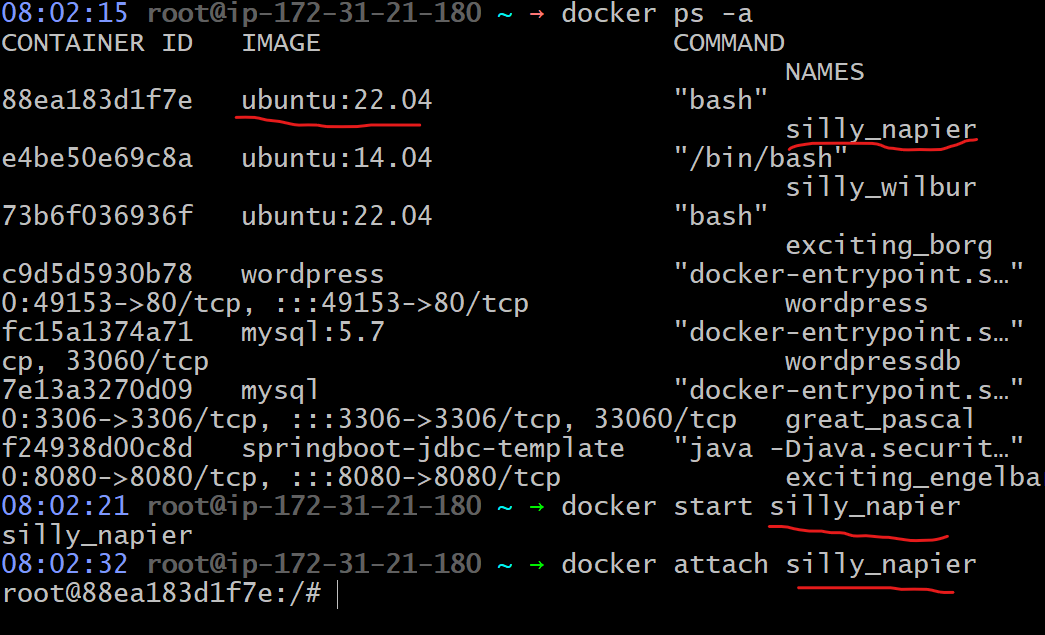 08:02:15 root@ip-172-31-21-180 ~ → docker ps -a
CONTAINER ID   IMAGE                      COMMAND
NAMES
88ea183d1f7e   ubuntu:22.04               "bash"
silly_napier
e4be50e69c8a   ubuntu:14.04               "/bin/bash"
silly_wilbur
73b6f036936f   ubuntu:22.04               "bash"
exciting_borg
c9d5d5930b78   wordpress                  "docker-entrypoint.s…"
0:49153->80/tcp, :::49153->80/tcp                wordpress
fc15a1374a71   mysql:5.7                  "docker-entrypoint.s…"
cp, 33060/tcp                                    wordpressdb
7e13a3270d09   mysql                      "docker-entrypoint.s…"
0:3306->3306/tcp, :::3306->3306/tcp, 33060/tcp   great_pascal
f24938d00c8d   springboot-jdbc-template   "java -Djava.securit…"
0:8080->8080/tcp, :::8080->8080/tcp              exciting_engelba
08:02:21 root@ip-172-31-21-180 ~ → docker start silly_napier
silly_napier
08:02:32 root@ip-172-31-21-180 ~ → docker attach silly_napier
root@88ea183d1f7e:/#